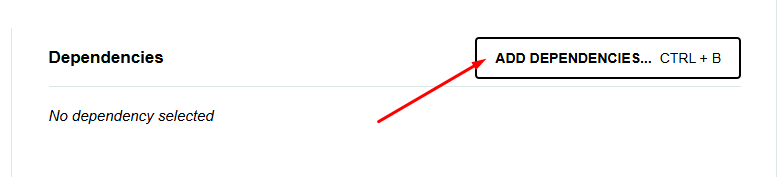 Dependencies
ADD DEPENDENCIES... CTRL + B
No dependency selected